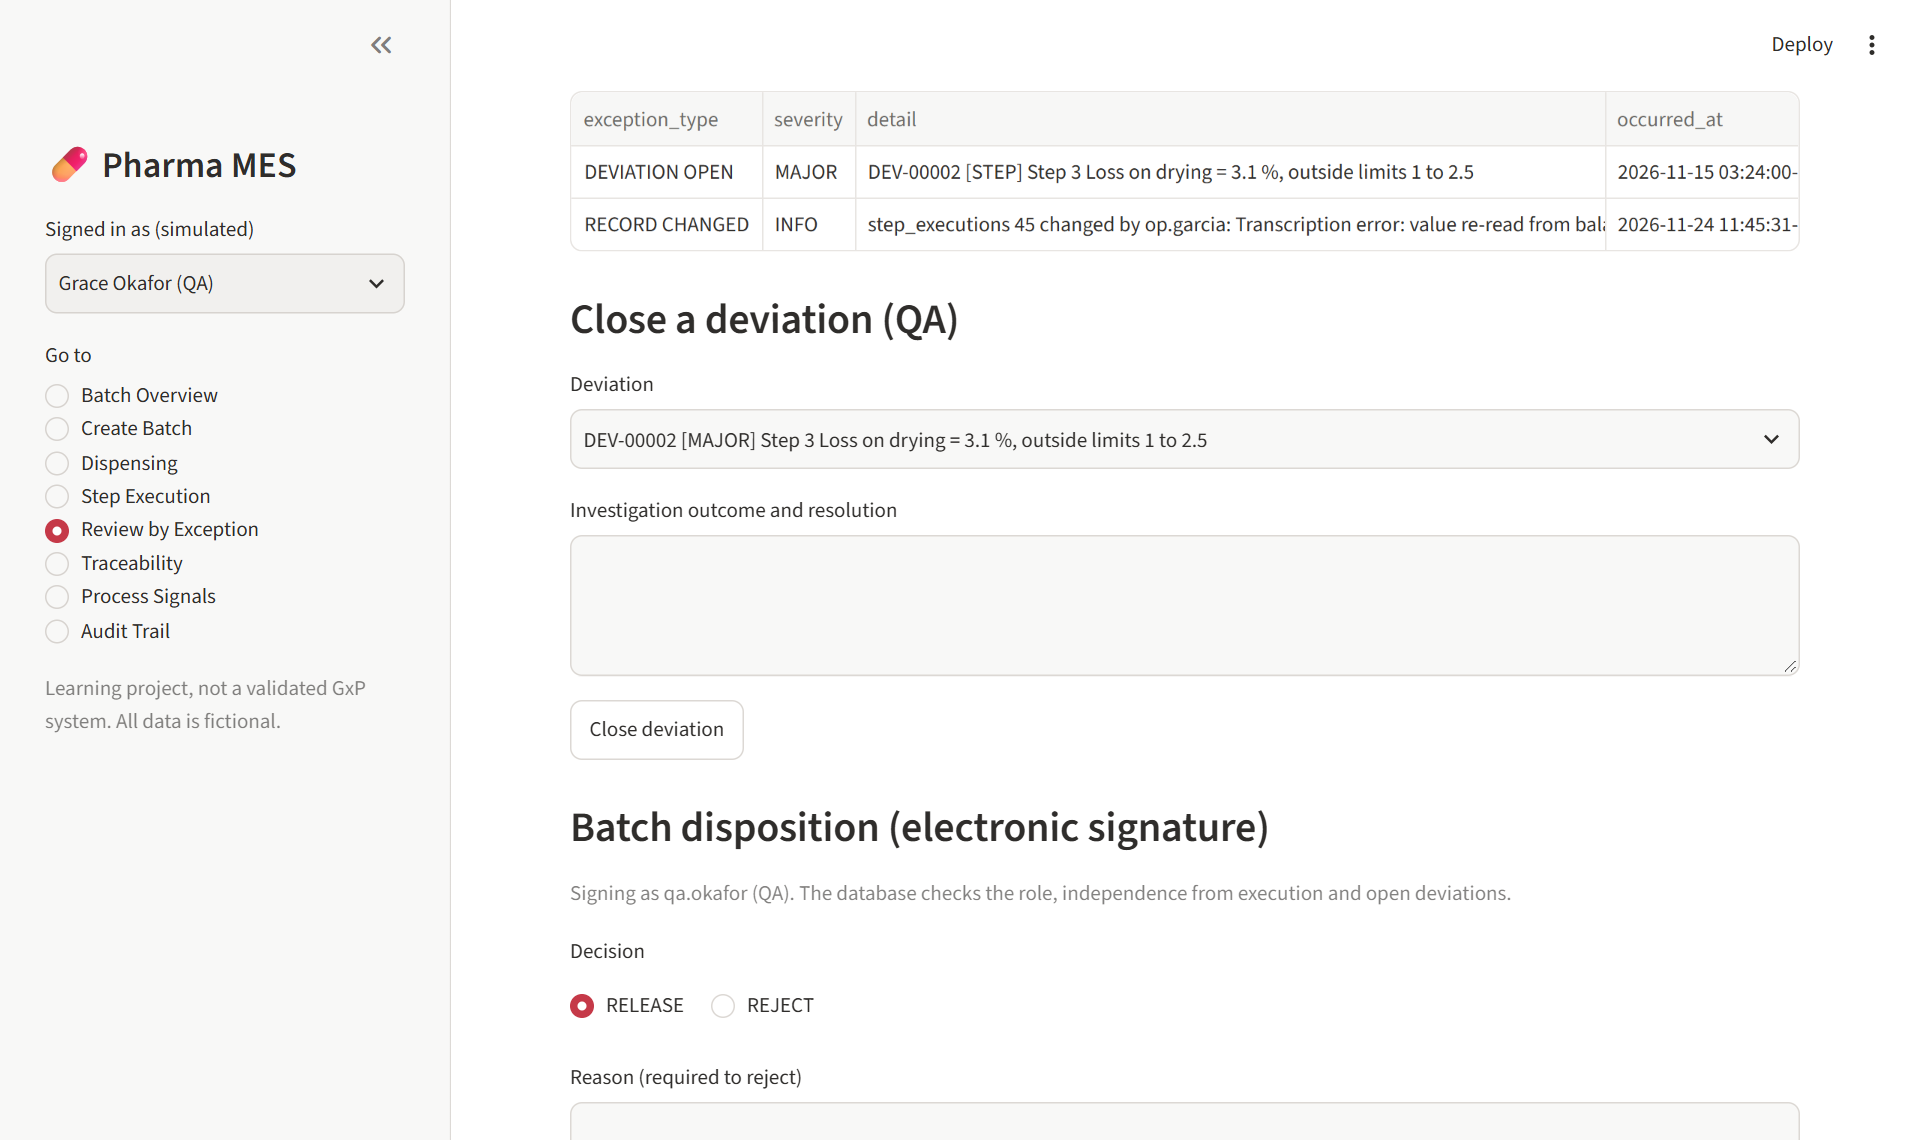 Deploy
Pharma MES
Signed in as (simulated)
Grace Okafor (QA)
Go to
Batch Overview
Create Batch
Dispensing
Step Execution
Review by Exception
Traceability
Process Signals
Audit Trail
Learning project, not a validated GxP
system. All data is fictional.
exception_type severity detail occurred_at
DEVIATION OPEN MAJOR DEV-00002 [STEP] Step 3 Loss on drying = 3.1 %, outside limits 1 to 2.5 2026-11-15 03:24:00-
RECORD CHANGED INFO step_executions 45 changed by op.garcia: Transcription error: value re-read from bala 2026-11-24 11:45:31-
Close a deviation (QA)
Deviation
DEV-00002 [MAJOR] Step 3 Loss on drying = 3.1 %, outside limits 1 to 2.5
Investigation outcome and resolution
Close deviation
Batch disposition (electronic signature)
Signing as qa.okafor (QA). The database checks the role, independence from execution and open deviations.
Decision
RELEASE REJECT
Reason (required to reject)